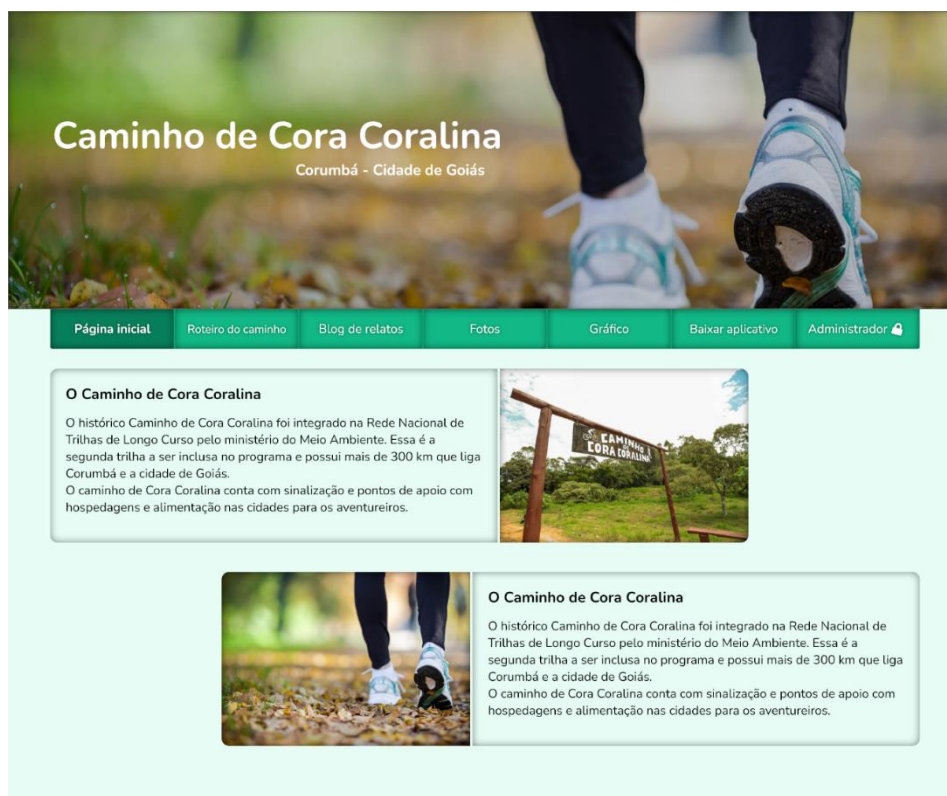 Caminho de Cora Coralina
Corumbá - Cidade de Goiás
Página inicial
Roteiro do caminho
Blog de relatos
Fotos
Gráfico
Baixar aplicativo
Administrador
O Caminho de Cora Coralina
O histórico Caminho de Cora Coralina foi integrado na Rede Nacional de
Trilhas de Longo Curso pelo ministério do Meio Ambiente. Essa é a
segunda trilha a ser inclusa no programa e possui mais de 300 km que liga
Corumbá e a cidade de Goiás.
O caminho de Cora Coralina conta com sinalização e pontos de apoio com
hospedagens e alimentação nas cidades para os aventureiros.
CAMINHO
DE
CORA CORALINA
O Caminho de Cora Coralina
O histórico Caminho de Cora Coralina foi integrado na Rede Nacional de
Trilhas de Longo Curso pelo ministério do Meio Ambiente. Essa é a
segunda trilha a ser inclusa no programa e possui mais de 300 km que liga
Corumbá e a cidade de Goiás.
O caminho de Cora Coralina conta com sinalização e pontos de apoio com
hospedagens e alimentação nas cidades para os aventureiros.